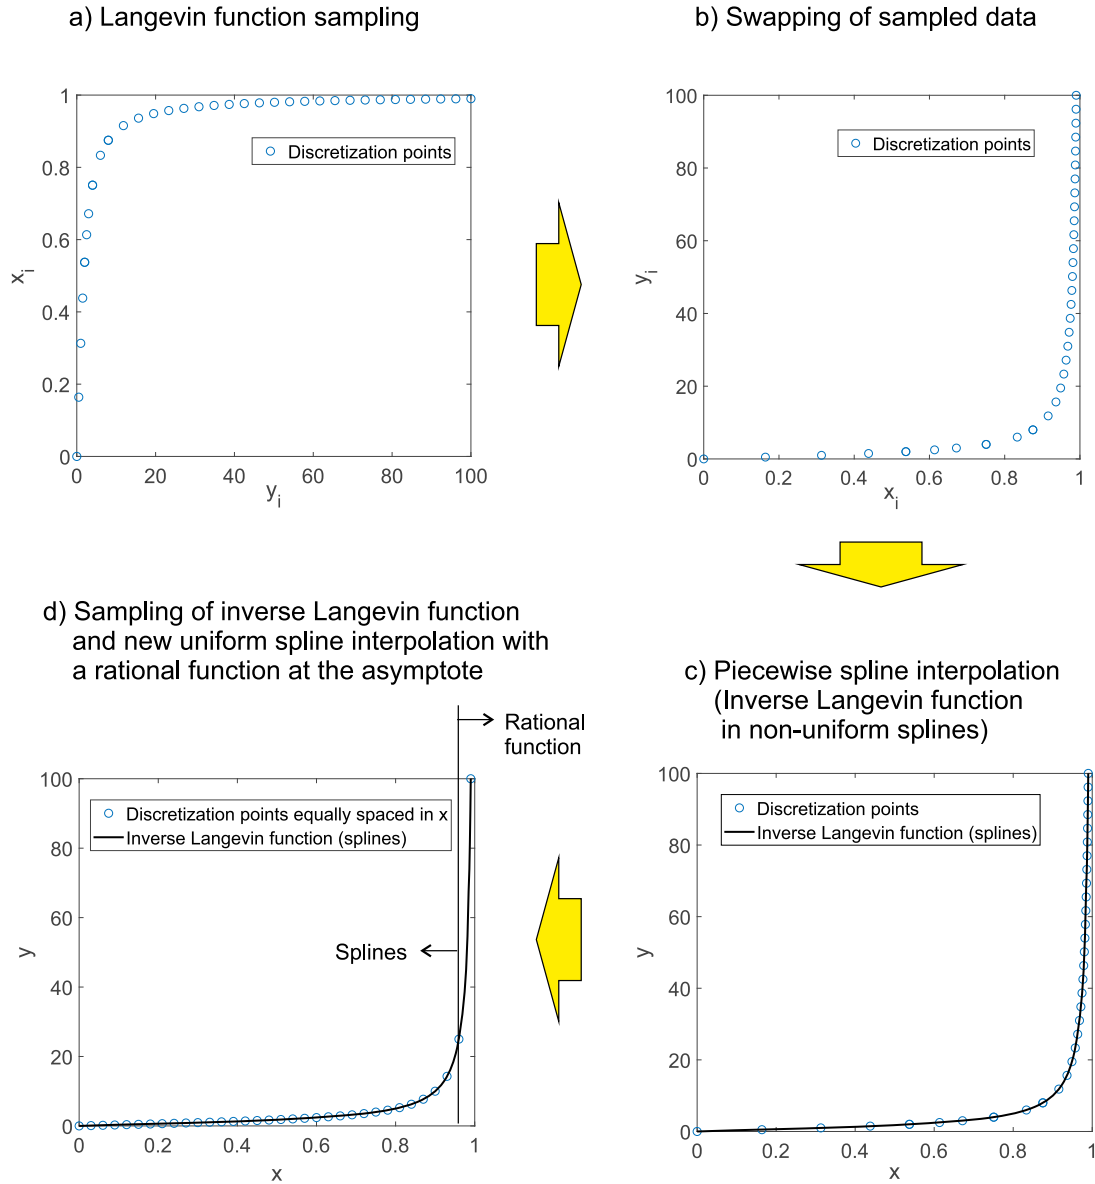 a) Langevin function sampling
1
0.8
0.6
0.4
0.2
0
x_i
Discretization points
0
20
40
60
80
100
y_i
b) Swapping of sampled data
100
80
60
40
20
0
y_i
Discretization points
0
0.2
0.4
0.6
0.8
1
x_i
d) Sampling of inverse Langevin function
and new uniform spline interpolation with
a rational function at the asymptote
Rational
function
100
80
60
40
20
0
y
Discretization points equally spaced in x
Inverse Langevin function (splines)
Splines
0
0.2
0.4
0.6
0.8
1
x
c) Piecewise spline interpolation
(Inverse Langevin function
in non-uniform splines)
100
80
60
40
20
0
y
Discretization points
Inverse Langevin function (splines)
0
0.2
0.4
0.6
0.8
1
x